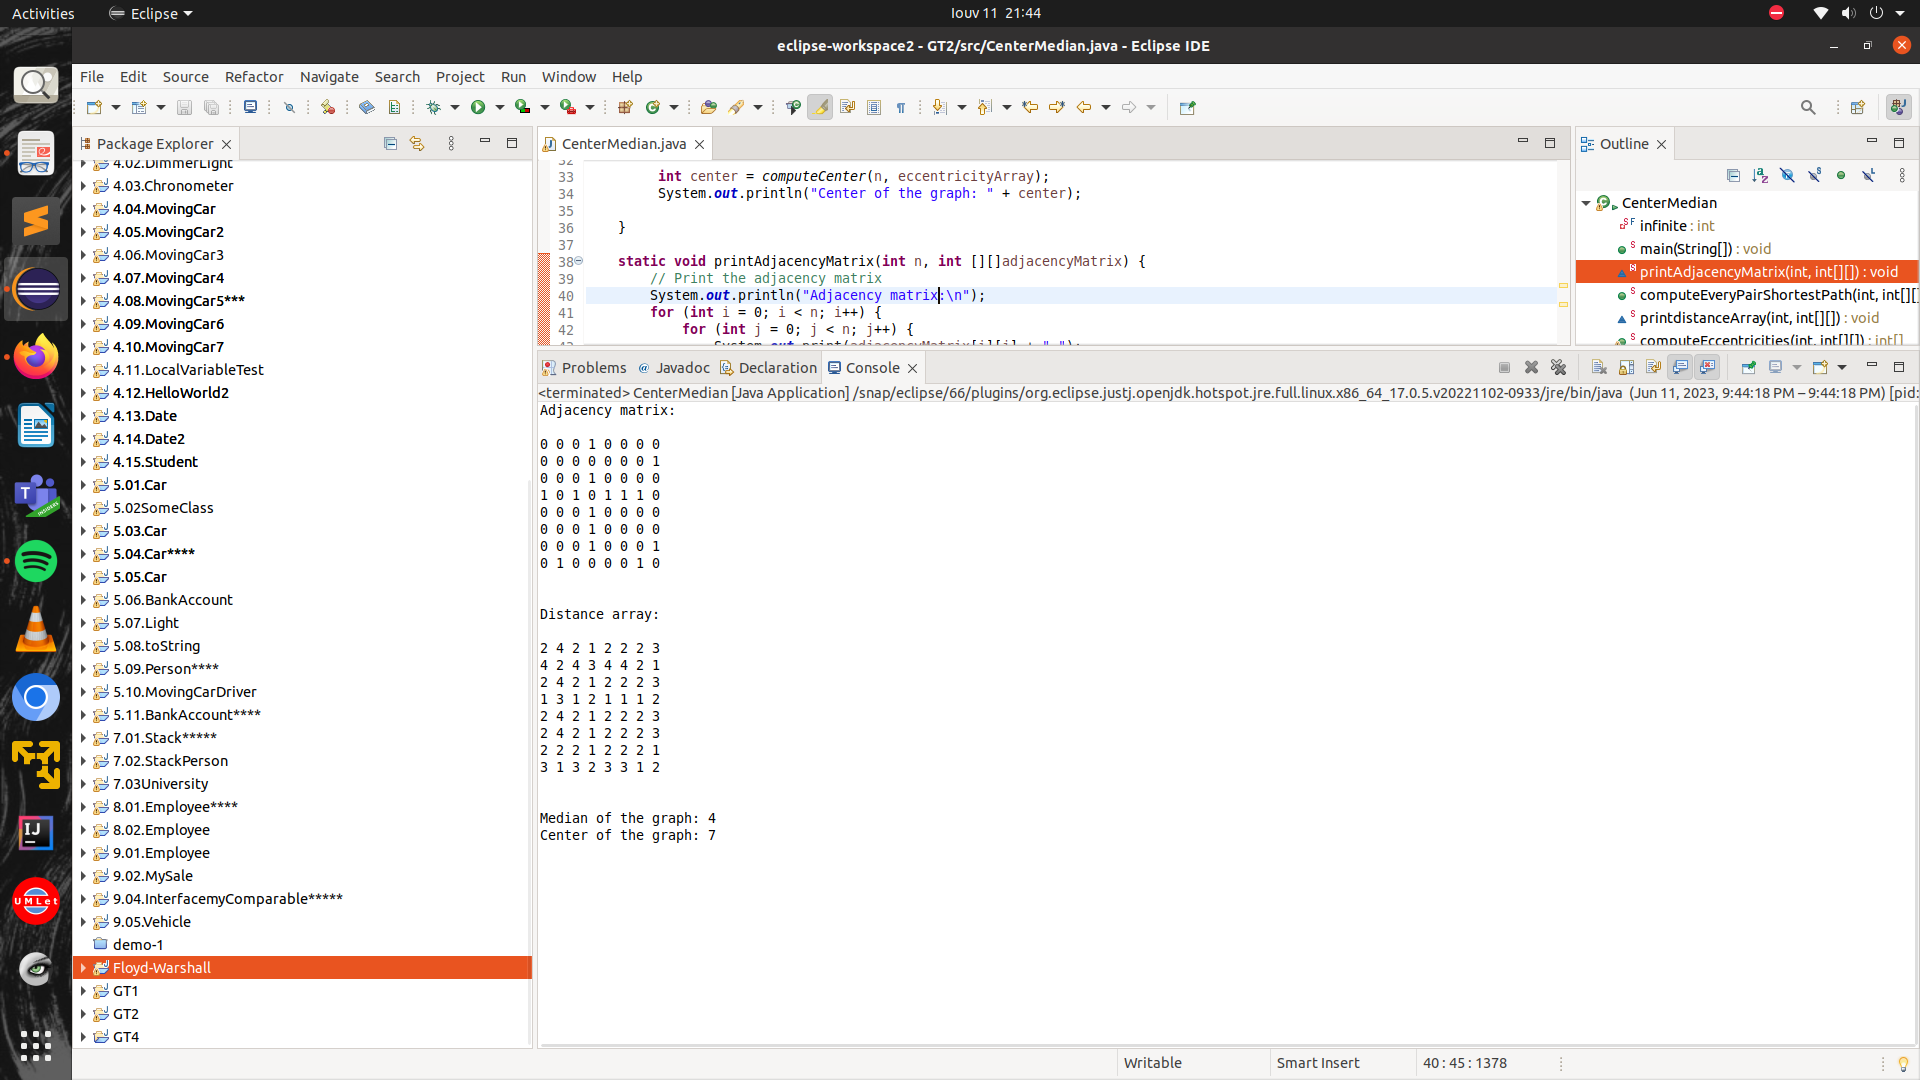 Activities
Eclipse
Ιουν 11 21:44
eclipse-workspace2 - GT2/src/CenterMedian.java - Eclipse IDE
File Edit Source Refactor Navigate Search Project Run Window Help
Package Explorer
4.02.DimmerLight
4.03.Chronometer
4.04.MovingCar
4.05.MovingCar2
4.06.MovingCar3
4.07.MovingCar4
4.08.MovingCar5***
4.09.MovingCar6
4.10.MovingCar7
4.11.LocalVariableTest
4.12.HelloWorld2
4.13.Date
4.14.Date2
4.15.Student
5.01.Car
5.02SomeClass
5.03.Car
5.04.Car****
5.05.Car
5.06.BankAccount
5.07.Light
5.08.toString
5.09.Person****
5.10.MovingCarDriver
5.11.BankAccount****
7.01.Stack*****
7.02.StackPerson
7.03University
8.01.Employee****
8.02.Employee
9.01.Employee
9.02.MySale
9.04.InterfacemyComparable*****
9.05.Vehicle
demo-1
Floyd-Warshall
GT1
GT2
GT4
CenterMedian.java
32
33 int center = computeCenter(n, eccentricityArray);
34 System.out.println("Center of the graph: " + center);
35
36 }
37
38 static void printAdjacencyMatrix(int n, int [][]adjacencyMatrix) {
39 // Print the adjacency matrix
40 System.out.println("Adjacency matrix:\n");
41 for (int i = 0; i < n; i++) {
42 for (int j = 0; j < n; j++) {
43 System.out.print(adjacencyMatrix[i][j] + " ");
Outline
CenterMedian
infinite : int
main(String[]) : void
printAdjacencyMatrix(int, int[][]) : void
computeEveryPairShortestPath(int, int[][]
printdistanceArray(int, int[][]) : void
computeEccentricities(int, int[][]) : int[]
Problems Javadoc Declaration Console
<terminated> CenterMedian [Java Application] /snap/eclipse/66/plugins/org.eclipse.justj.openjdk.hotspot.jre.full.linux.x86_64_17.0.5.v20221102-0933/jre/bin/java (Jun 11, 2023, 9:44:18 PM – 9:44:18 PM) [pid:
Adjacency matrix:
0 0 0 1 0 0 0 0
0 0 0 0 0 0 0 1
0 0 0 1 0 0 0 0
1 0 1 0 1 1 1 0
0 0 0 1 0 0 0 0
0 0 0 1 0 0 0 0
0 0 0 1 0 0 0 1
0 1 0 0 0 0 1 0
Distance array:
2 4 2 1 2 2 2 3
4 2 4 3 4 4 2 1
2 4 2 1 2 2 2 3
1 3 1 2 1 1 1 2
2 4 2 1 2 2 2 3
2 4 2 1 2 2 2 3
2 2 2 1 2 2 2 1
3 1 3 2 3 3 1 2
Median of the graph: 4
Center of the graph: 7
Writable
Smart Insert
40 : 45 : 1378